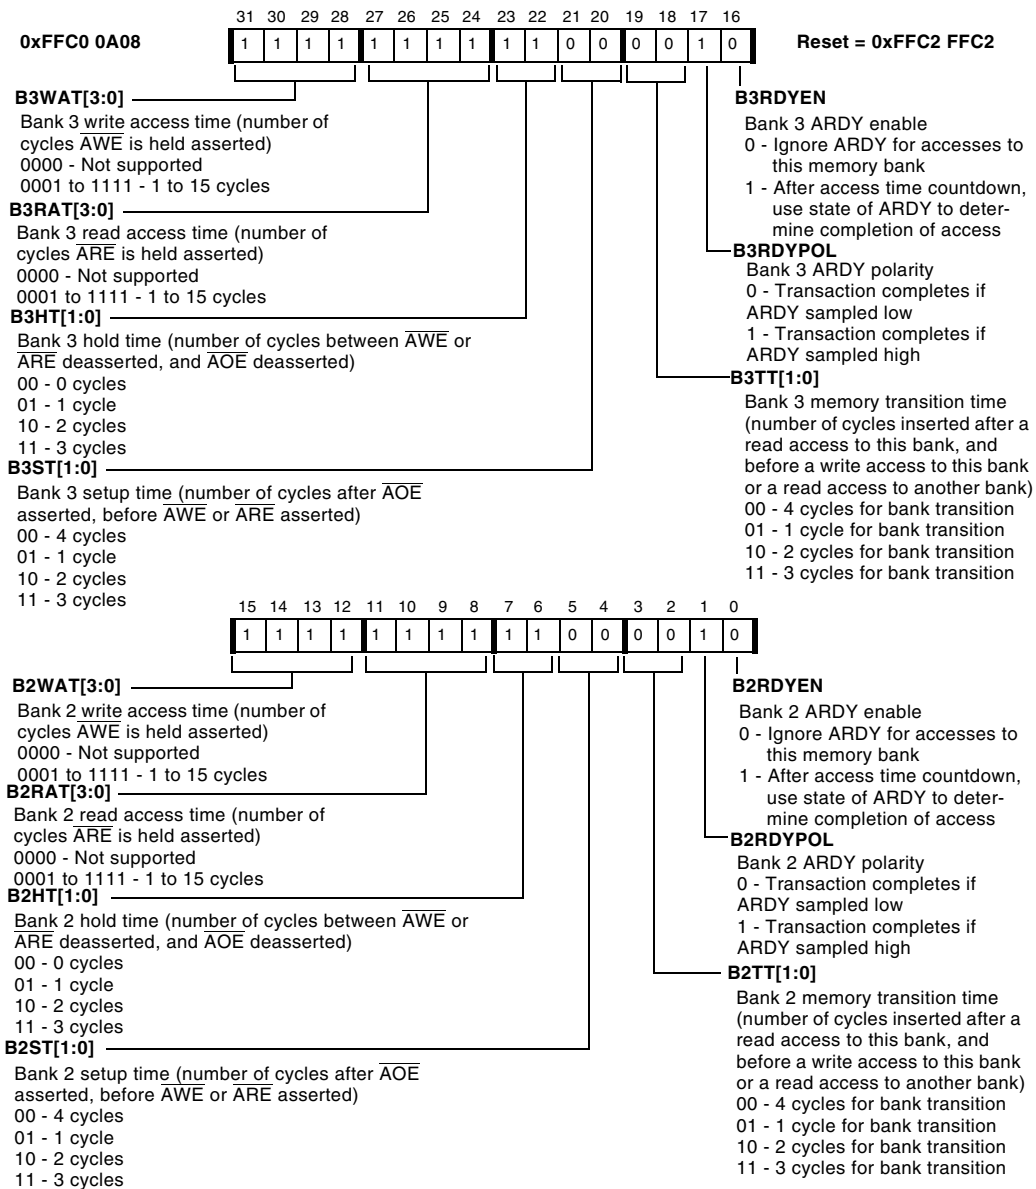 31 30 29 28 27 26 25 24 23 22 21 20 19 18 17 16
0xFFC0 0A08
1 1 1 1 1 1 1 1 1 1 0 0 0 0 1 0
Reset = 0xFFC2 FFC2
B3WAT[3:0]
Bank 3 write access time (number of
cycles AWE is held asserted)
0000 - Not supported
0001 to 1111 - 1 to 15 cycles
B3RAT[3:0]
Bank 3 read access time (number of
cycles ARE is held asserted)
0000 - Not supported
0001 to 1111 - 1 to 15 cycles
B3HT[1:0]
Bank 3 hold time (number of cycles between AWE or
ARE deasserted, and AOE deasserted)
00 - 0 cycles
01 - 1 cycle
10 - 2 cycles
11 - 3 cycles
B3ST[1:0]
Bank 3 setup time (number of cycles after AOE
asserted, before AWE or ARE asserted)
00 - 4 cycles
01 - 1 cycle
10 - 2 cycles
11 - 3 cycles
B3RDYEN
Bank 3 ARDY enable
0 - Ignore ARDY for accesses to
this memory bank
1 - After access time countdown,
use state of ARDY to deter-
mine completion of access
B3RDYPOL
Bank 3 ARDY polarity
0 - Transaction completes if
ARDY sampled low
1 - Transaction completes if
ARDY sampled high
B3TT[1:0]
Bank 3 memory transition time
(number of cycles inserted after a
read access to this bank, and
before a write access to this bank
or a read access to another bank)
00 - 4 cycles for bank transition
01 - 1 cycle for bank transition
10 - 2 cycles for bank transition
11 - 3 cycles for bank transition
15 14 13 12 11 10 9 8 7 6 5 4 3 2 1 0
1 1 1 1 1 1 1 1 1 1 0 0 0 0 1 0
B2WAT[3:0]
Bank 2 write access time (number of
cycles AWE is held asserted)
0000 - Not supported
0001 to 1111 - 1 to 15 cycles
B2RAT[3:0]
Bank 2 read access time (number of
cycles ARE is held asserted)
0000 - Not supported
0001 to 1111 - 1 to 15 cycles
B2HT[1:0]
Bank 2 hold time (number of cycles between AWE or
ARE deasserted, and AOE deasserted)
00 - 0 cycles
01 - 1 cycle
10 - 2 cycles
11 - 3 cycles
B2ST[1:0]
Bank 2 setup time (number of cycles after AOE
asserted, before AWE or ARE asserted)
00 - 4 cycles
01 - 1 cycle
10 - 2 cycles
11 - 3 cycles
B2RDYEN
Bank 2 ARDY enable
0 - Ignore ARDY for accesses to
this memory bank
1 - After access time countdown,
use state of ARDY to deter-
mine completion of access
B2RDYPOL
Bank 2 ARDY polarity
0 - Transaction completes if
ARDY sampled low
1 - Transaction completes if
ARDY sampled high
B2TT[1:0]
Bank 2 memory transition time
(number of cycles inserted after a
read access to this bank, and
before a write access to this bank
or a read access to another bank)
00 - 4 cycles for bank transition
01 - 1 cycle for bank transition
10 - 2 cycles for bank transition
11 - 3 cycles for bank transition